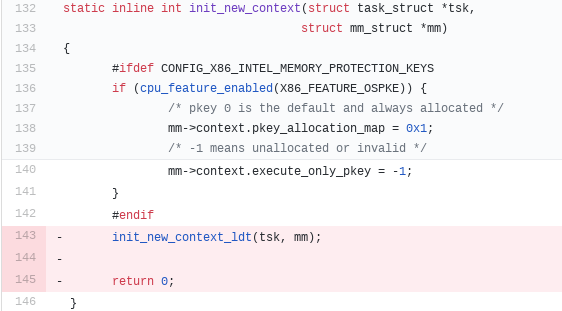 132 static inline int init_new_context(struct task_struct *tsk,
133 struct mm_struct *mm)
134 {
135 #ifdef CONFIG_X86_INTEL_MEMORY_PROTECTION_KEYS
136 if (cpu_feature_enabled(X86_FEATURE_OSPKE)) {
137 /* pkey 0 is the default and always allocated */
138 mm->context.pkey_allocation_map = 0x1;
139 /* -1 means unallocated or invalid */
140 mm->context.execute_only_pkey = -1;
141 }
142 #endif
143 - init_new_context_ldt(tsk, mm);
144 -
145 - return 0;
146 }